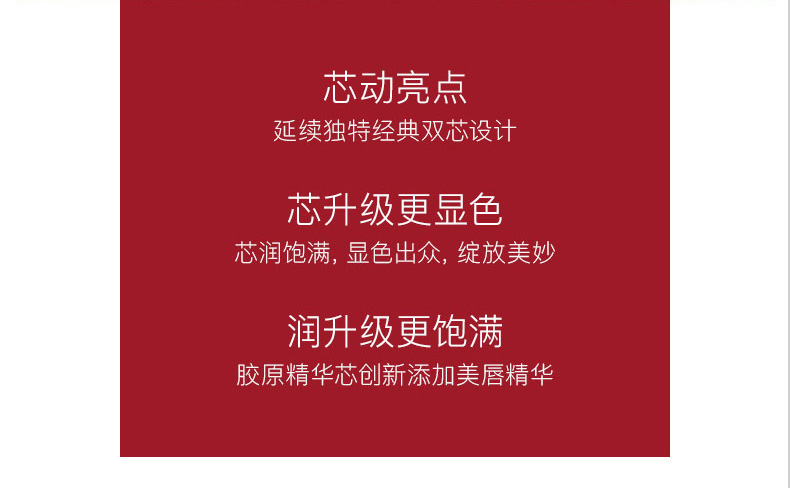 芯动亮点
延续独特经典双芯设计
芯升级更显色
芯润饱满, 显色出众, 绽放美妙
润升级更饱满
胶原精华芯创新添加美唇精华